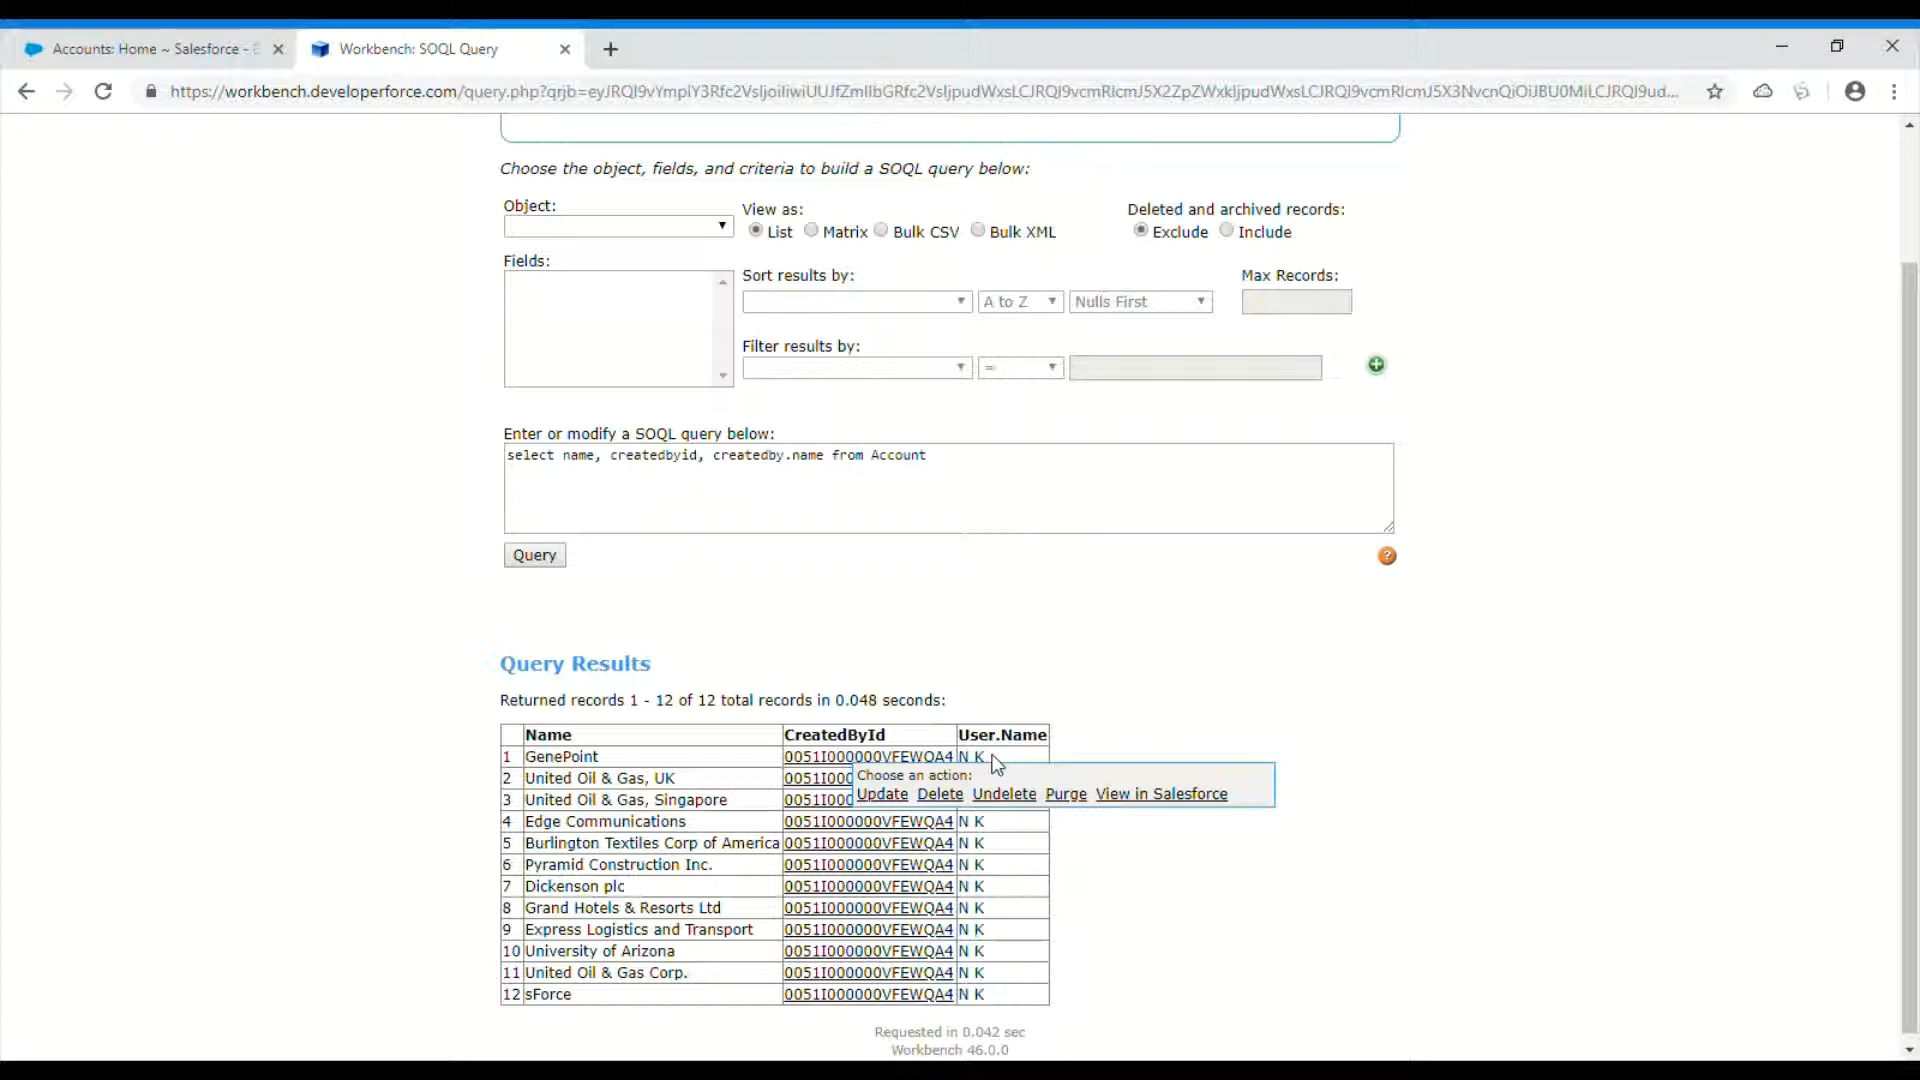 Accounts: Home ~ Salesforce -
Workbench: SOQL Query
Choose the object, fields, and criteria to build a SOQL query below:
Object:
View as:
Deleted and archived records:
List Matrix Bulk CSV Bulk XML
Exclude Include
Fields:
Sort results by:
Max Records:
A to Z
Nulls First
Filter results by:
=
Enter or modify a SOQL query below:
select name, createdbyid, createdby.name from Account
Query
?
Query Results
Returned records 1 - 12 of 12 total records in 0.048 seconds:
Name CreatedById User.Name
1 GenePoint 0051I000000VFEWQA4 N K
Choose an action:
2 United Oil & Gas, UK 0051I000
Update Delete Undelete Purge View in Salesforce
3 United Oil & Gas, Singapore 0051I000
4 Edge Communications 0051I000000VFEWQA4 N K
5 Burlington Textiles Corp of America 0051I000000VFEWQA4 N K
6 Pyramid Construction Inc. 0051I000000VFEWQA4 N K
7 Dickenson plc 0051I000000VFEWQA4 N K
8 Grand Hotels & Resorts Ltd 0051I000000VFEWQA4 N K
9 Express Logistics and Transport 0051I000000VFEWQA4 N K
10 University of Arizona 0051I000000VFEWQA4 N K
11 United Oil & Gas Corp. 0051I000000VFEWQA4 N K
12 sForce 0051I000000VFEWQA4 N K
Requested in 0.042 sec
Workbench 46.0.0